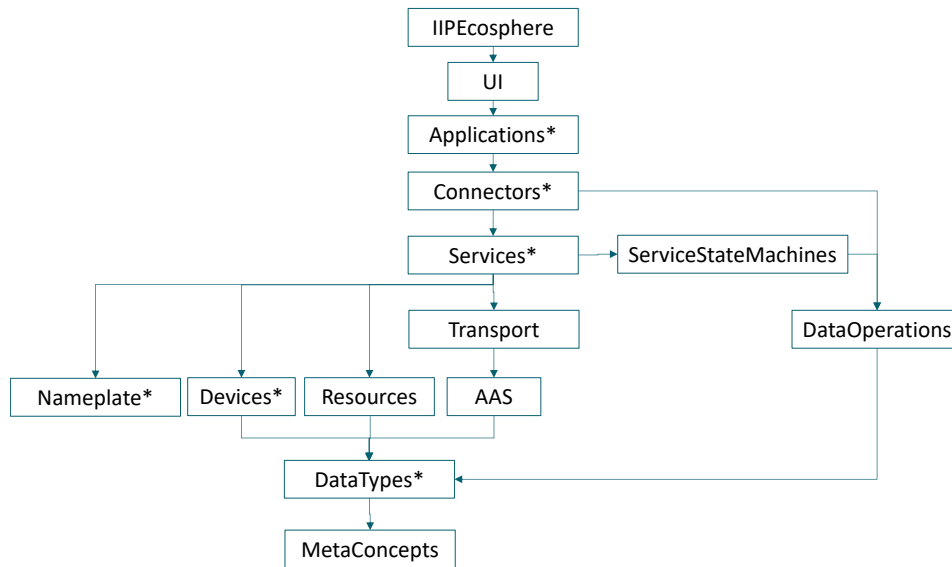 IIPEcosphere
UI
Applications*
Connectors*
Services*
ServiceStateMachines
Transport
DataOperations
Nameplate*
Devices*
Resources
AAS
DataTypes*
MetaConcepts